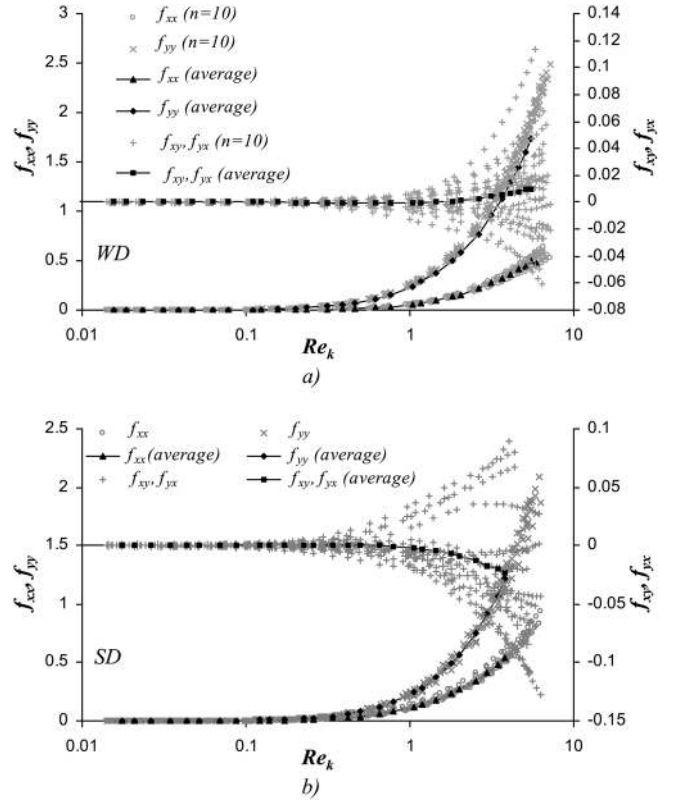 3
2.5
2
1.5
1
0.5
0
f_xx, f_yy
f_xx (n=10)
f_yy (n=10)
f_xx (average)
f_yy (average)
f_xy, f_yx (n=10)
f_xy, f_yx (average)
WD
0.14
0.12
0.1
0.08
0.06
0.04
0.02
0
-0.02
-0.04
-0.06
-0.08
f_xy, f_yx
0.01
0.1
1
10
Re_k
a)
2.5
2
1.5
1
0.5
0
f_xx, f_yy
f_xx
f_yy
f_xx (average)
f_yy (average)
f_xy, f_yx
f_xy, f_yx (average)
SD
0.1
0.05
0
-0.05
-0.1
-0.15
f_xy, f_yx
0.01
0.1
1
10
Re_k
b)